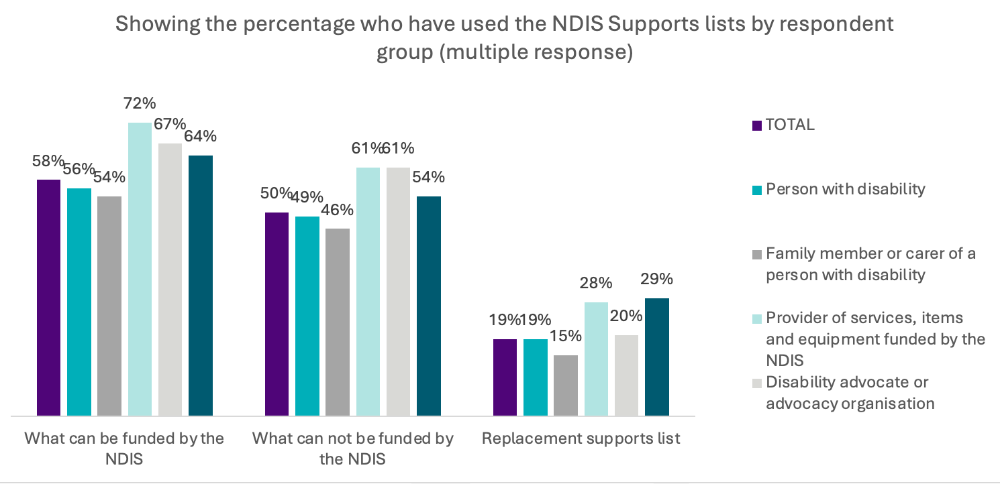 Showing the percentage who have used the NDIS Supports lists by respondent
group (multiple response)
58%
56%
54%
72%
67%
64%
50%
49%
46%
61%
61%
54%
19%
19%
15%
28%
20%
29%
What can be funded by the
NDIS
What can not be funded by
the NDIS
Replacement supports list
TOTAL
Person with disability
Family member or carer of a
person with disability
Provider of services, items
and equipment funded by the
NDIS
Disability advocate or
advocacy organisation